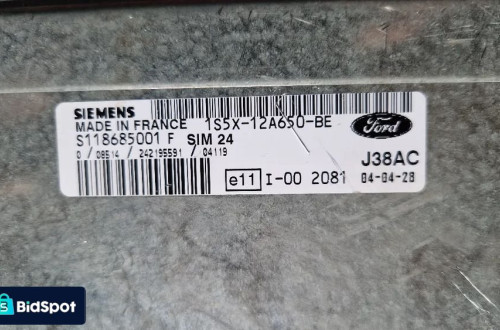 SIEMENS
MADE IN FRANCE 1S5X-12A650-BE
S118685001 F SIM 24
0 / 08514 / 242195591 / 04119
Ford
J38AC
e11 I-00 2081 04-04-28
BidSpot